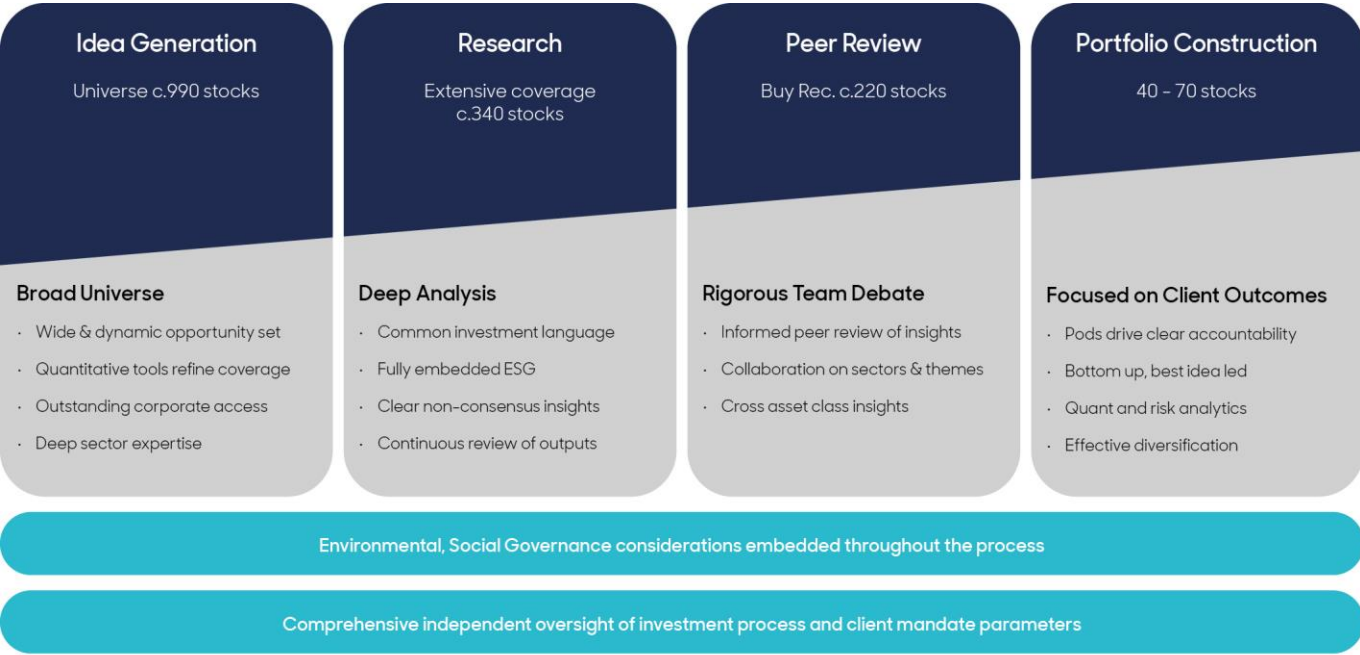 Idea Generation
Universe c.990 stocks
Broad Universe
· Wide & dynamic opportunity set
· Quantitative tools refine coverage
· Outstanding corporate access
· Deep sector expertise
Research
Extensive coverage
c.340 stocks
Deep Analysis
· Common investment language
· Fully embedded ESG
· Clear non-consensus insights
· Continuous review of outputs
Peer Review
Buy Rec. c.220 stocks
Rigorous Team Debate
· Informed peer review of insights
· Collaboration on sectors & themes
· Cross asset class insights
Portfolio Construction
40 - 70 stocks
Focused on Client Outcomes
· Pods drive clear accountability
· Bottom up, best idea led
· Quant and risk analytics
· Effective diversification
Environmental, Social Governance considerations embedded throughout the process
Comprehensive independent oversight of investment process and client mandate parameters